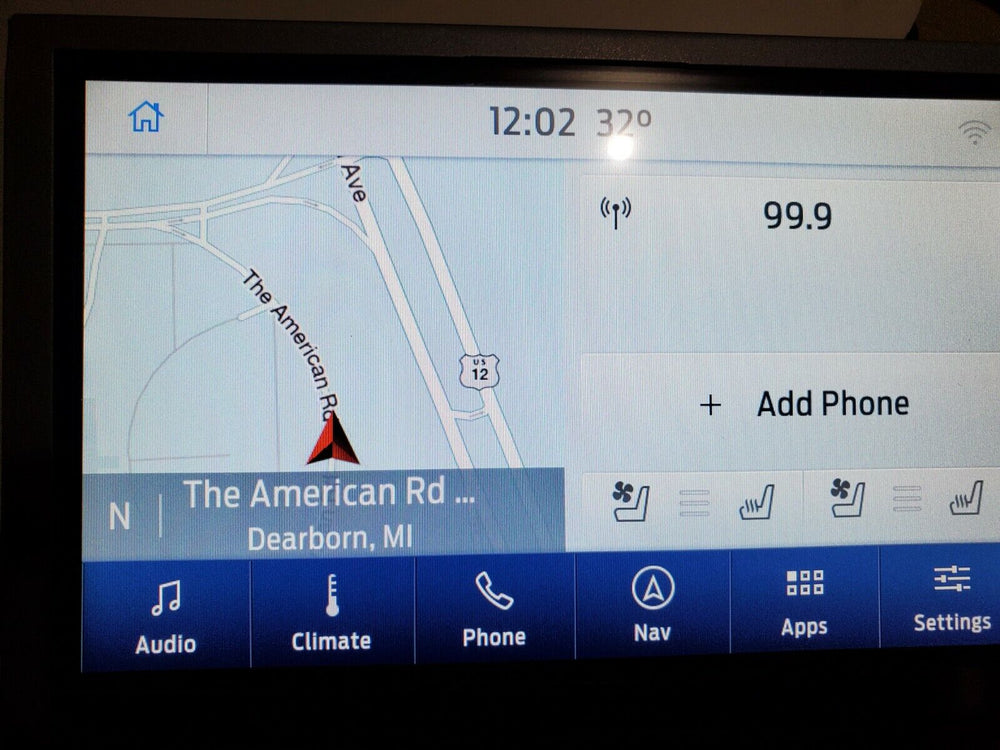 12:02 32º
Ave
The American Rd
US
12
99.9
+ Add Phone
N
The American Rd ...
Dearborn, MI
Audio
Climate
Phone
Nav
Apps
Settings